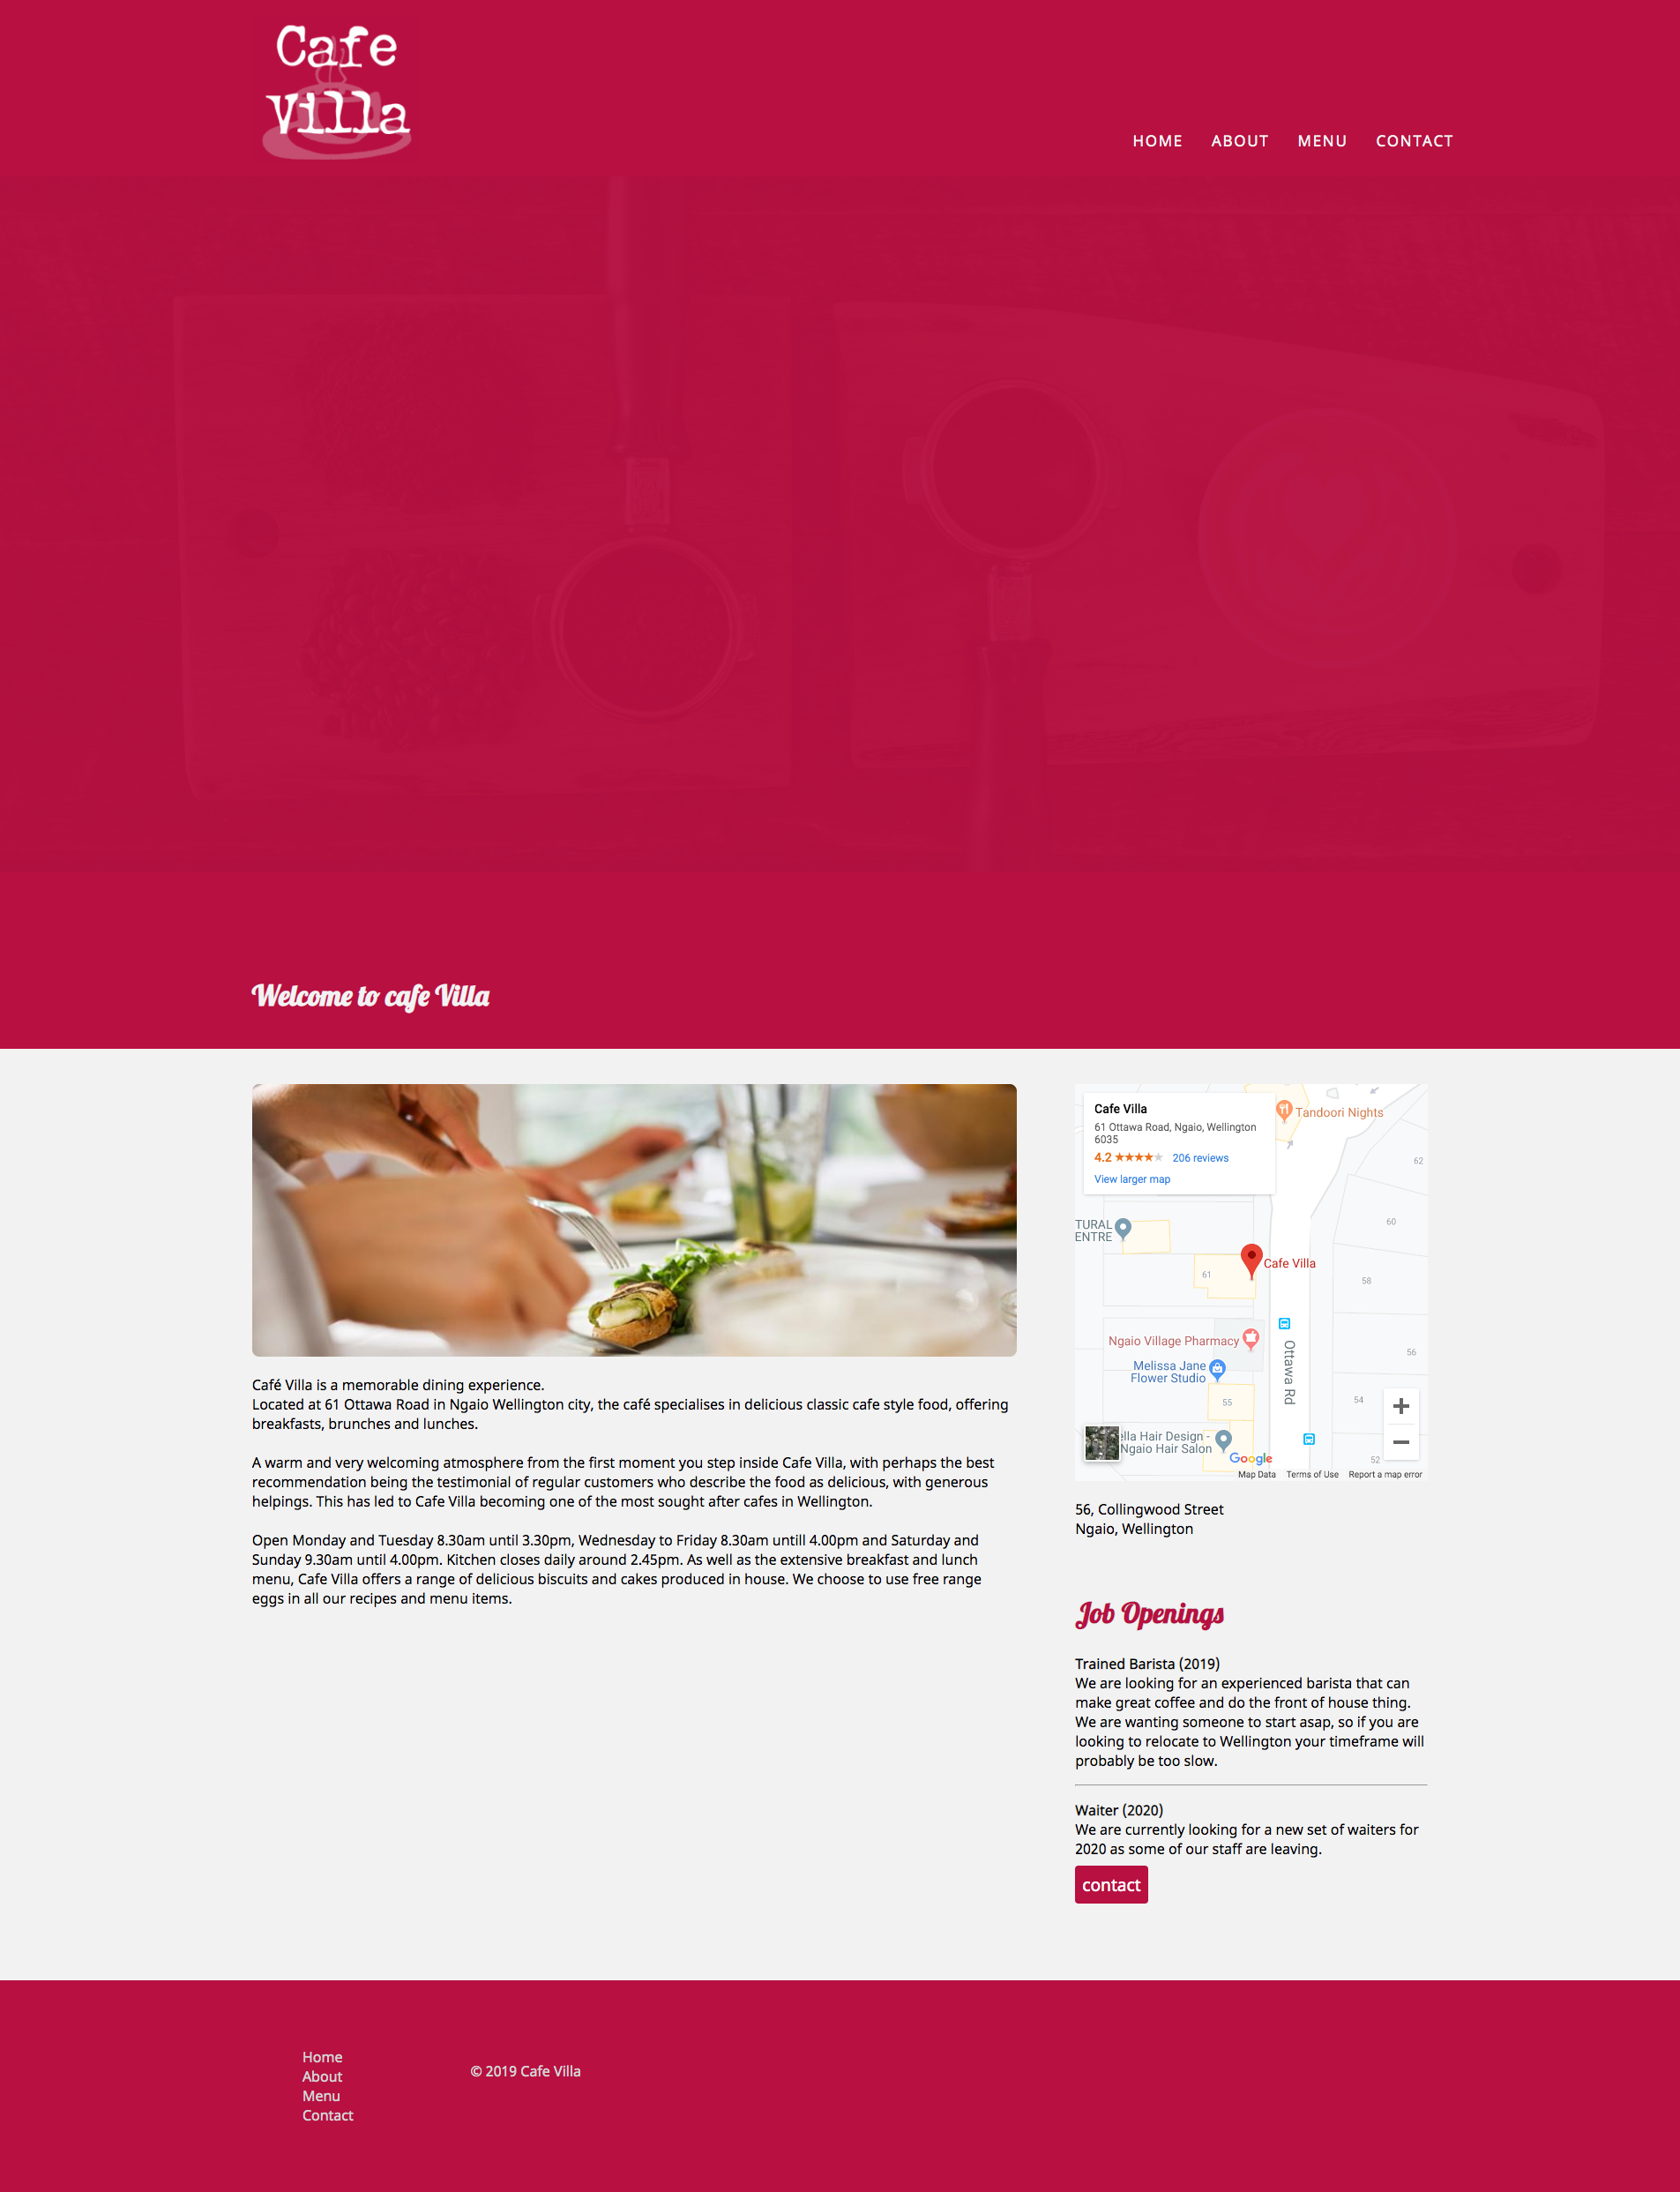 Cafe
Villa
HOME ABOUT MENU CONTACT
Welcome to cafe Villa
Café Villa is a memorable dining experience.
Located at 61 Ottawa Road in Ngaio Wellington city, the café specialises in delicious classic cafe style food, offering
breakfasts, brunches and lunches.
A warm and very welcoming atmosphere from the first moment you step inside Cafe Villa, with perhaps the best
recommendation being the testimonial of regular customers who describe the food as delicious, with generous
helpings. This has led to Cafe Villa becoming one of the most sought after cafes in Wellington.
Open Monday and Tuesday 8.30am until 3.30pm, Wednesday to Friday 8.30am untill 4.00pm and Saturday and
Sunday 9.30am until 4.00pm. Kitchen closes daily around 2.45pm. As well as the extensive breakfast and lunch
menu, Cafe Villa offers a range of delicious biscuits and cakes produced in house. We choose to use free range
eggs in all our recipes and menu items.
Cafe Villa
61 Ottawa Road, Ngaio, Wellington
6035
4.2 ★★★★★ 206 reviews
View larger map
Tandoori Nights
62
TURAL
ENTRE
60
Cafe Villa
61
58
Ngaio Village Pharmacy
Ottawa Rd
56
Melissa Jane
Flower Studio
55
54
ella Hair Design -
Ngaio Hair Salon
52
Google
Map Data Terms of Use Report a map error
56, Collingwood Street
Ngaio, Wellington
Job Openings
Trained Barista (2019)
We are looking for an experienced barista that can
make great coffee and do the front of house thing.
We are wanting someone to start asap, so if you are
looking to relocate to Wellington your timeframe will
probably be too slow.
Waiter (2020)
We are currently looking for a new set of waiters for
2020 as some of our staff are leaving.
contact
Home
About
Menu
Contact
© 2019 Cafe Villa